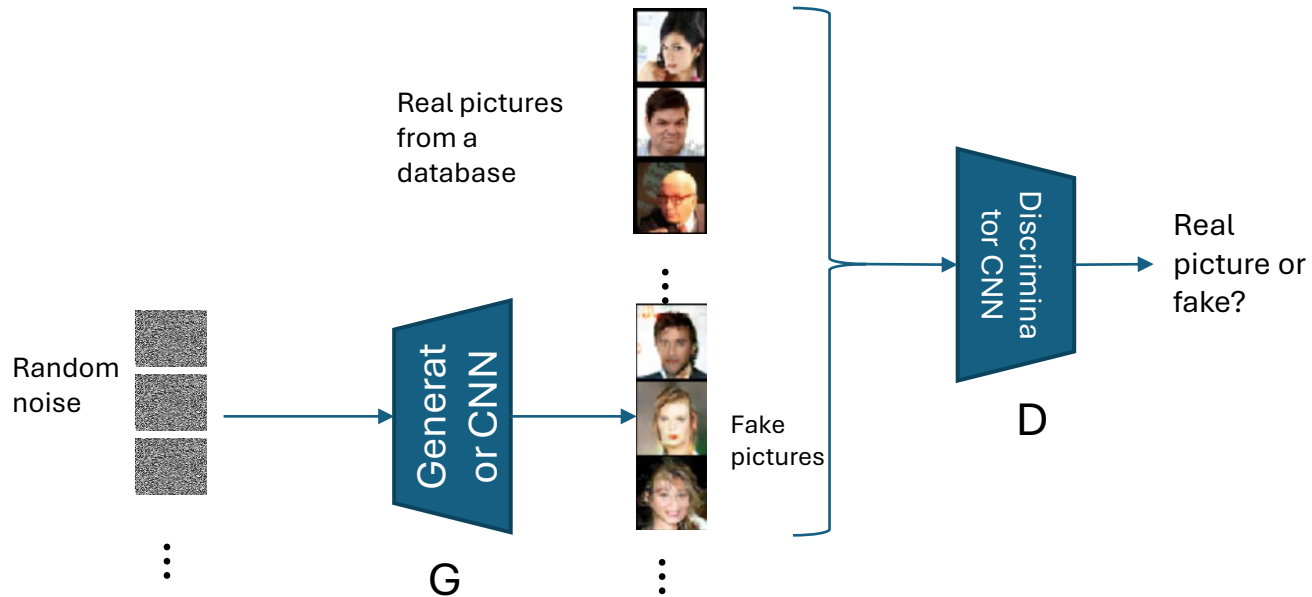 Real pictures
from a
database
Random
noise
Generat
or CNN
G
Fake
pictures
Discrimina
tor CNN
D
Real
picture or
fake?